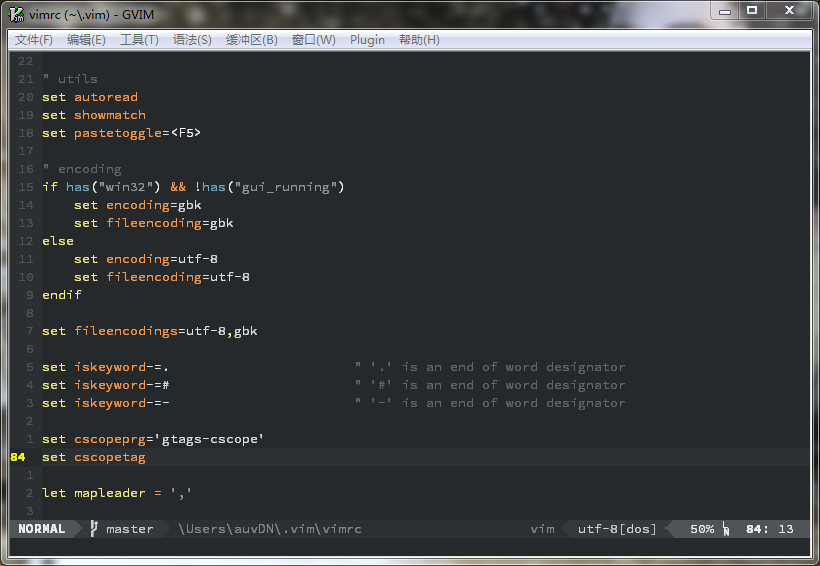 vimrc (~\.vim) - GVIM
文件(F) 编辑(E) 工具(T) 语法(S) 缓冲区(B) 窗口(W) Plugin 帮助(H)
22
21 " utils
20 set autoread
19 set showmatch
18 set pastetoggle=<F5>
17
16 " encoding
15 if has("win32") && !has("gui_running")
14     set encoding=gbk
13     set fileencoding=gbk
12 else
11     set encoding=utf-8
10     set fileencoding=utf-8
9 endif
8
7 set fileencodings=utf-8,gbk
6
5 set iskeyword-=. " '.' is an end of word designator
4 set iskeyword-=# " '#' is an end of word designator
3 set iskeyword-=- " '-' is an end of word designator
2
1 set cscopeprg='gtags-cscope'
84 set cscopetag
1
2 let mapleader = ','
3
NORMAL master \Users\auvDN\.vim\vimrc vim utf-8[dos] 50% LN 84: 13